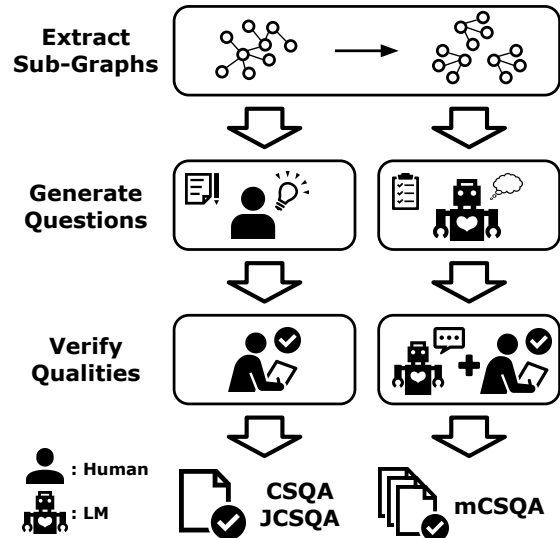 Extract
Sub-Graphs
Generate
Questions
Verify
Qualities
: Human
: LM
CSQA
JCSQA
mCSQA